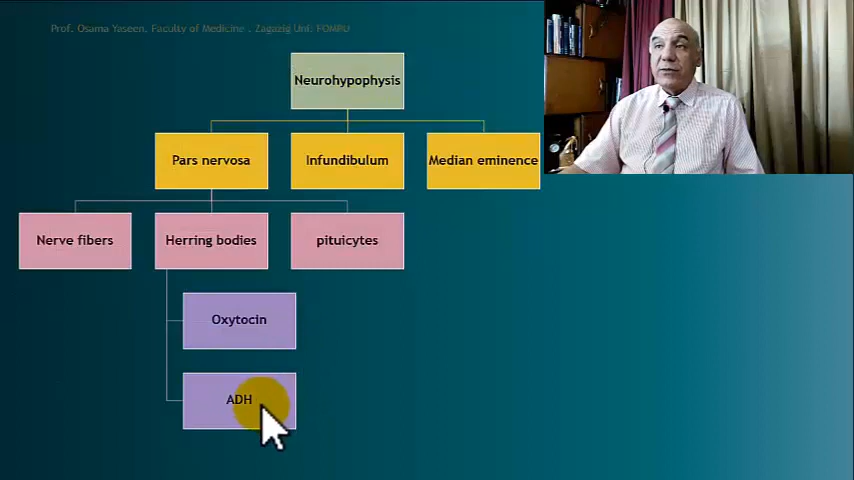 Prof. Osama Yaseen, Faculty of Medicine . Zagazig Uni: FOMPU
Neurohypophysis
Pars nervosa
Infundibulum
Median eminence
Nerve fibers
Herring bodies
pituicytes
Oxytocin
ADH